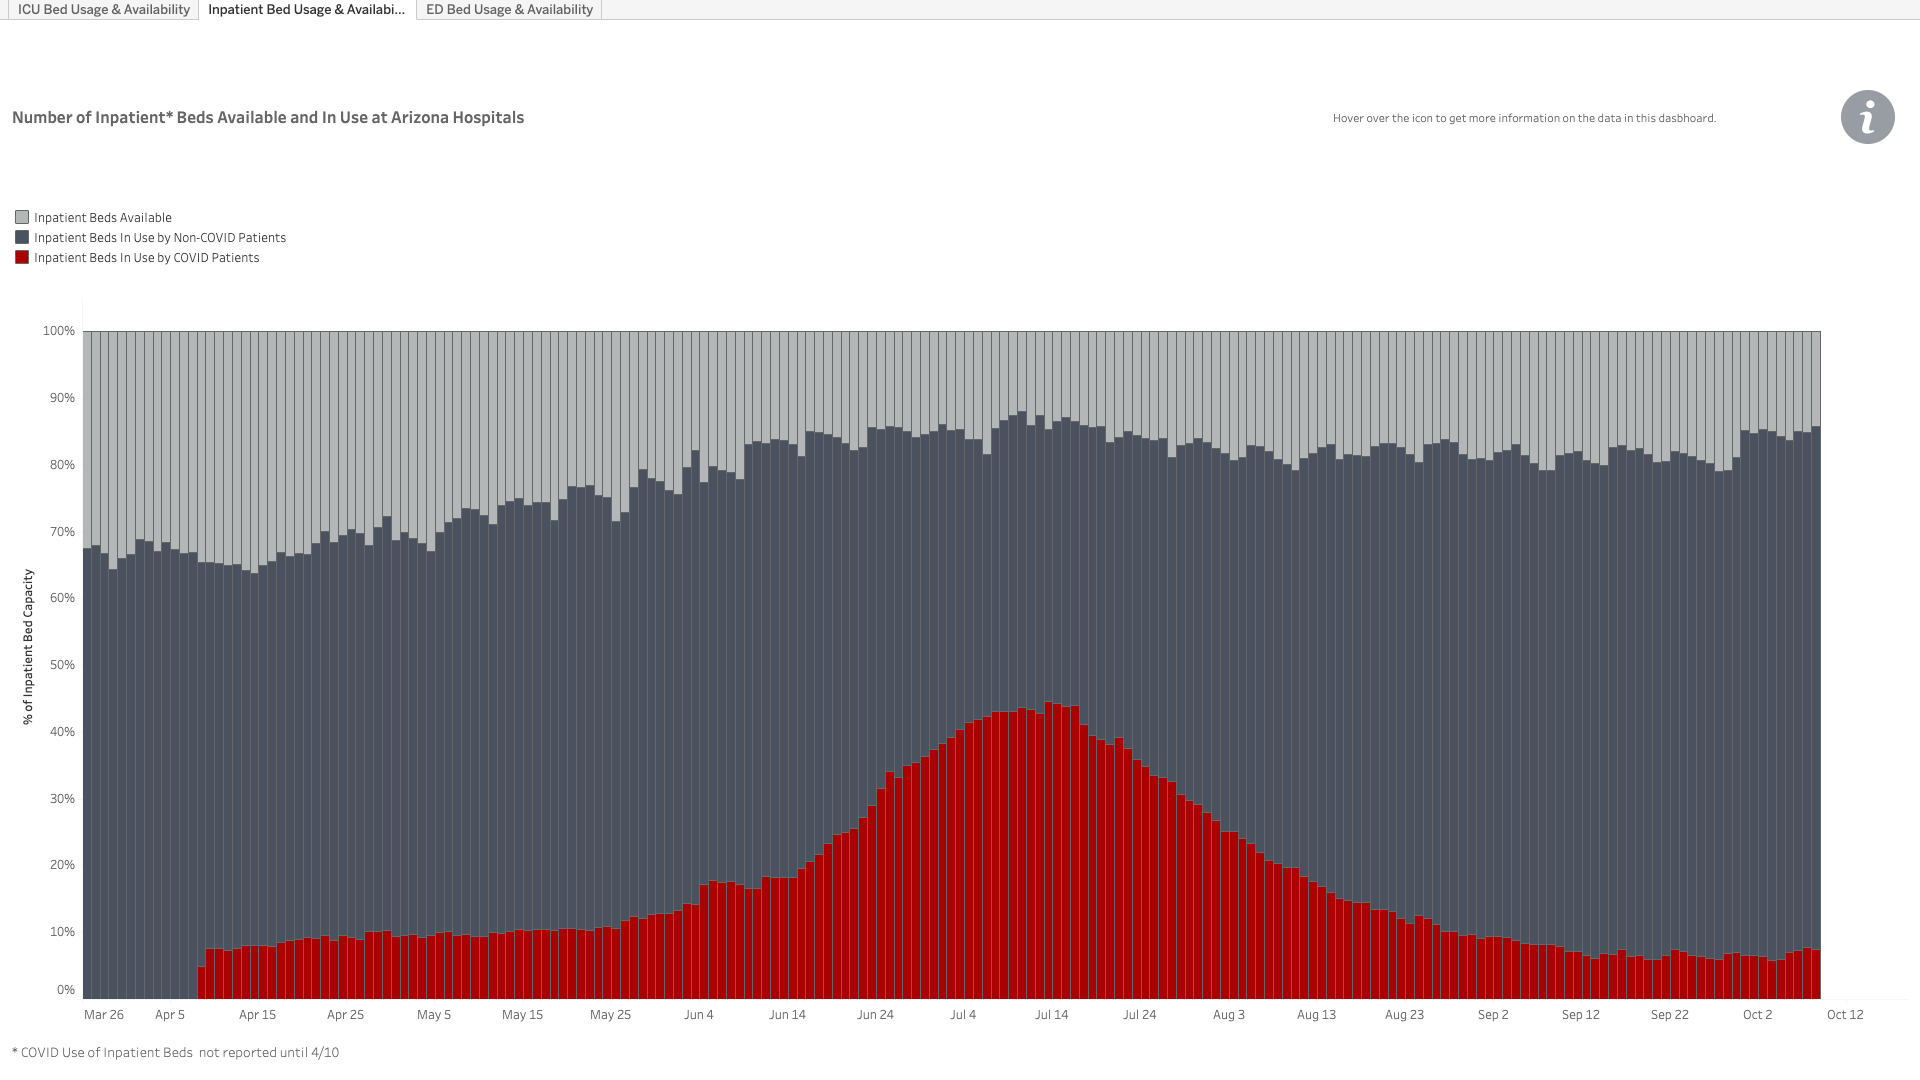 ICU Bed Usage & Availability
Inpatient Bed Usage & Availabi...
ED Bed Usage & Availability
Number of Inpatient* Beds Available and In Use at Arizona Hospitals
Hover over the icon to get more information on the data in this dasbhoard.
i
Inpatient Beds Available
Inpatient Beds In Use by Non-COVID Patients
Inpatient Beds In Use by COVID Patients
% of Inpatient Bed Capacity
100%
90%
80%
70%
60%
50%
40%
30%
20%
10%
0%
Mar 26 Apr 5 Apr 15 Apr 25 May 5 May 15 May 25 Jun 4 Jun 14 Jun 24 Jul 4 Jul 14 Jul 24 Aug 3 Aug 13 Aug 23 Sep 2 Sep 12 Sep 22 Oct 2 Oct 12
* COVID Use of Inpatient Beds not reported until 4/10